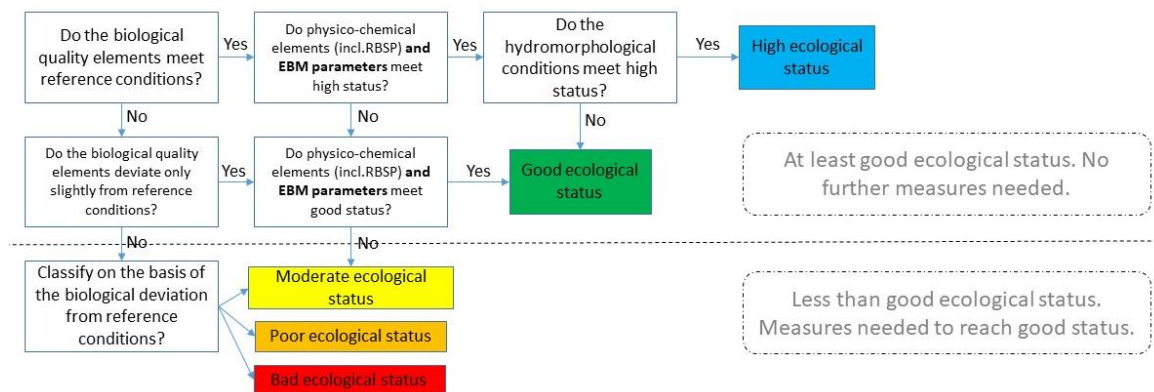 Do the biological
quality elements meet
reference conditions?
Yes
Do physico-chemical
elements (incl.RBSP) and
EBM parameters meet
high status?
Yes
Do the
hydromorphological
conditions meet high
status?
Yes
High ecological
status
No
No
No
Do the biological quality
elements deviate only
slightly from reference
conditions?
Yes
Do physico-chemical
elements (incl.RBSP) and
EBM parameters meet
good status?
Yes
Good ecological
status
At least good ecological status. No
further measures needed.
No
No
Classify on the basis of
the biological deviation
from reference
conditions?
Moderate ecological
status
Poor ecological status
Bad ecological status
Less than good ecological status.
Measures needed to reach good status.